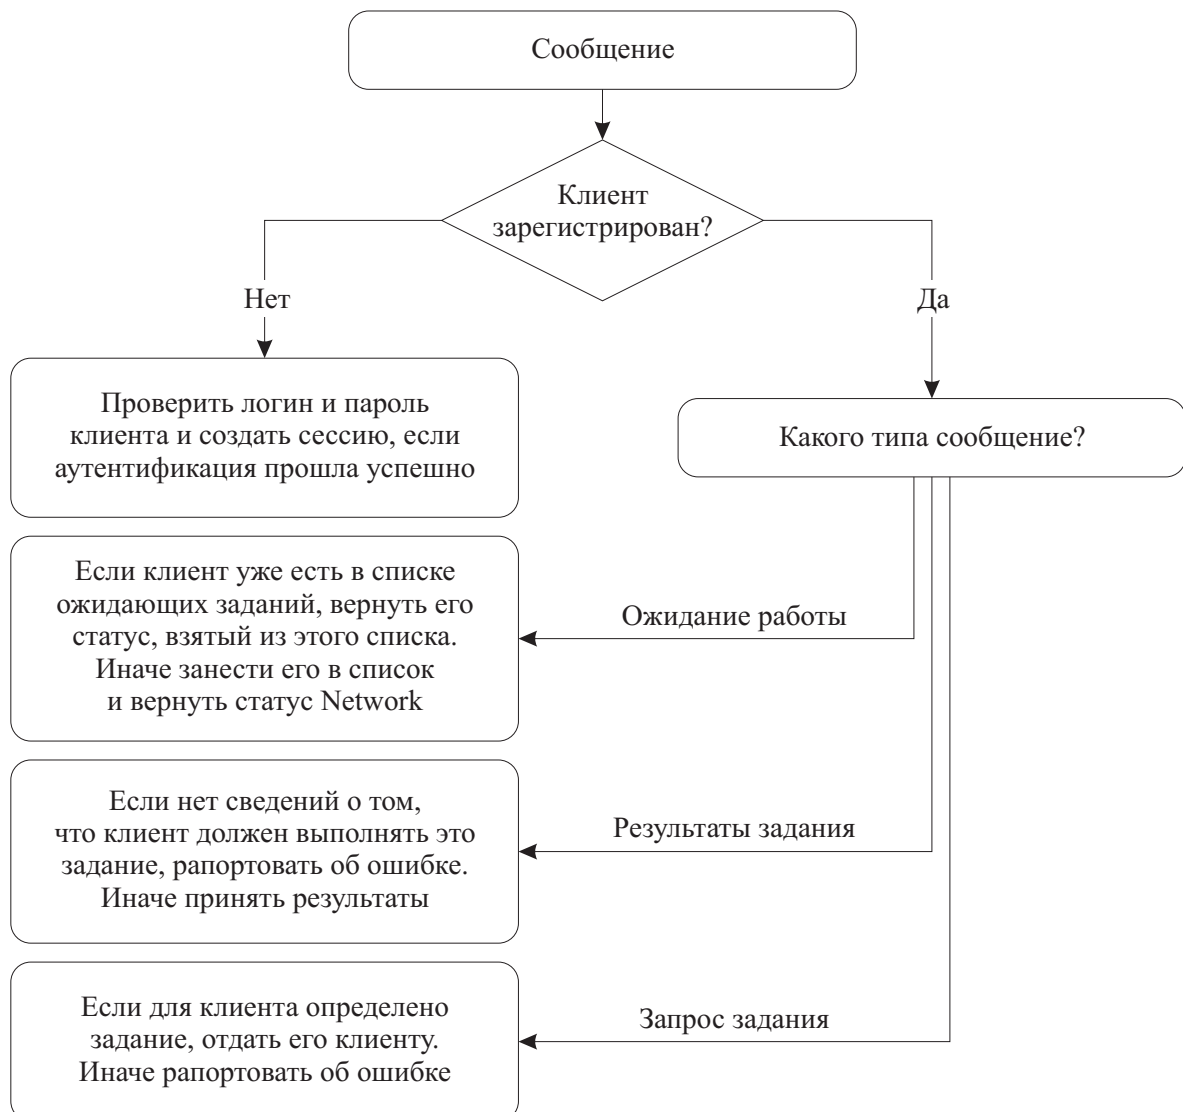 Сообщение
Клиент
зарегистрирован?
Нет
Да
Проверить логин и пароль
клиента и создать сессию, если
аутентификация прошла успешно
Какого типа сообщение?
Если клиент уже есть в списке
ожидающих заданий, вернуть его
статус, взятый из этого списка.
Иначе занести его в список
и вернуть статус Network
Ожидание работы
Если нет сведений о том,
что клиент должен выполнять это
задание, рапортовать об ошибке.
Иначе принять результаты
Результаты задания
Если для клиента определено
задание, отдать его клиенту.
Иначе рапортовать об ошибке
Запрос задания